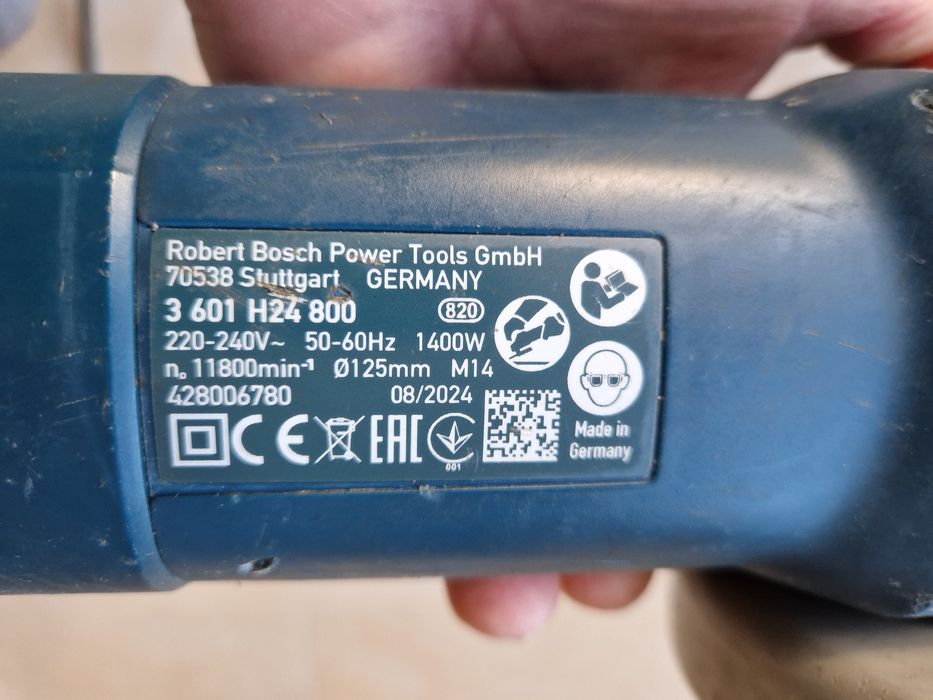 Robert Bosch Power Tools GmbH
70538 Stuttgart GERMANY
3 601 H24 800 820
220-240V~ 50-60Hz 1400W
n₀ 11800min⁻¹ Ø125mm M14
428006780 08/2024
CE EAC
001
Made in
Germany